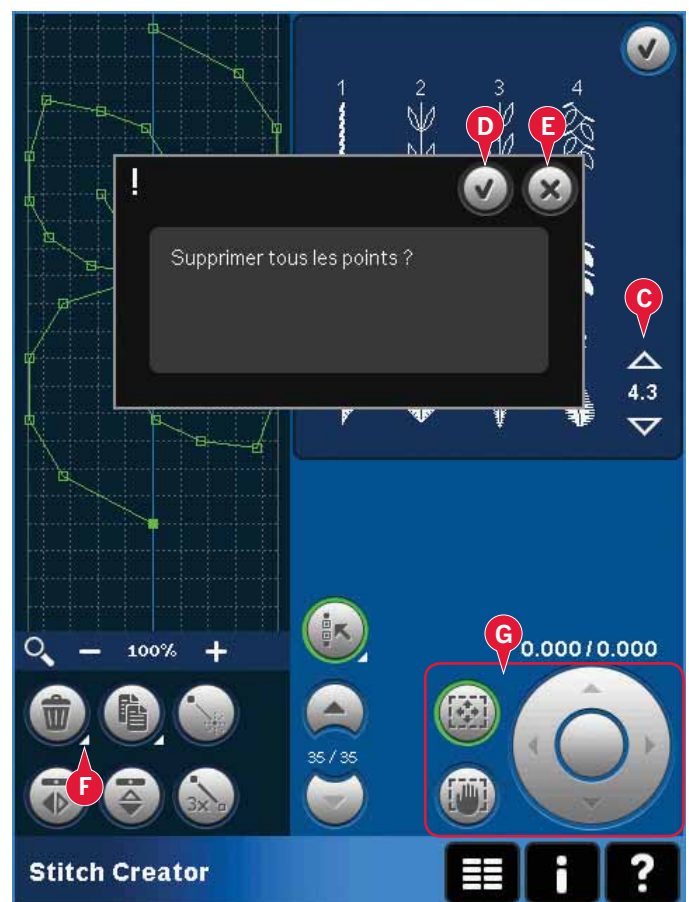 1 2 3 4
D E
!
Supprimer tous les points ?
C
4.3
G
− 100% +
0.000/0.000
35 / 35
F
3x
Stitch Creator
i ?